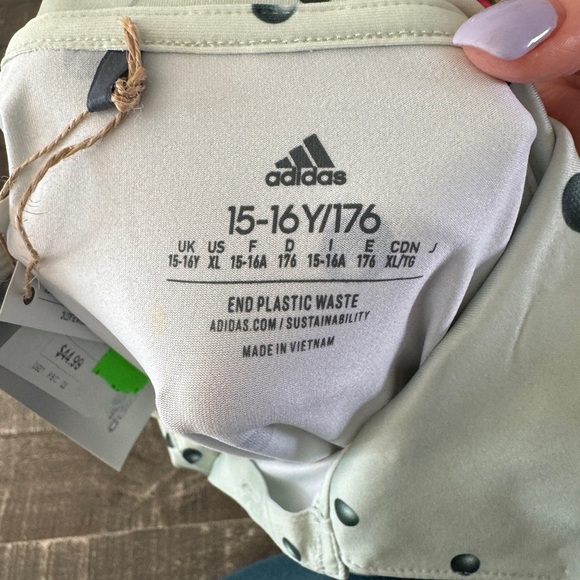 adidas
15-16Y/176
UK US F D I E CDN J
15-16Y XL 15-16A 176 15-16A 176 XL/TG
END PLASTIC WASTE
ADIDAS.COM/SUSTAINABILITY
MADE IN VIETNAM
$44.99